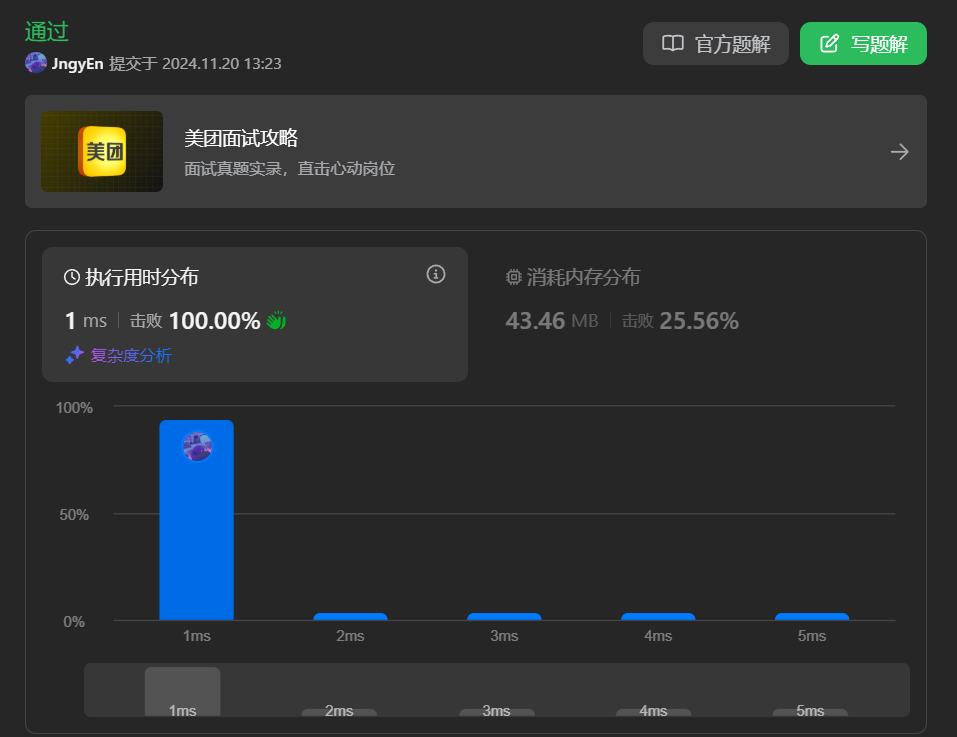 通过
JngyEn 提交于 2024.11.20 13:23
官方题解
写题解
美团
美团面试攻略
面试真题实录，直击心动岗位
执行用时分布
1 ms 击败 100.00%
复杂度分析
消耗内存分布
43.46 MB 击败 25.56%
100%
50%
0%
1ms 2ms 3ms 4ms 5ms
1ms 2ms 3ms 4ms 5ms